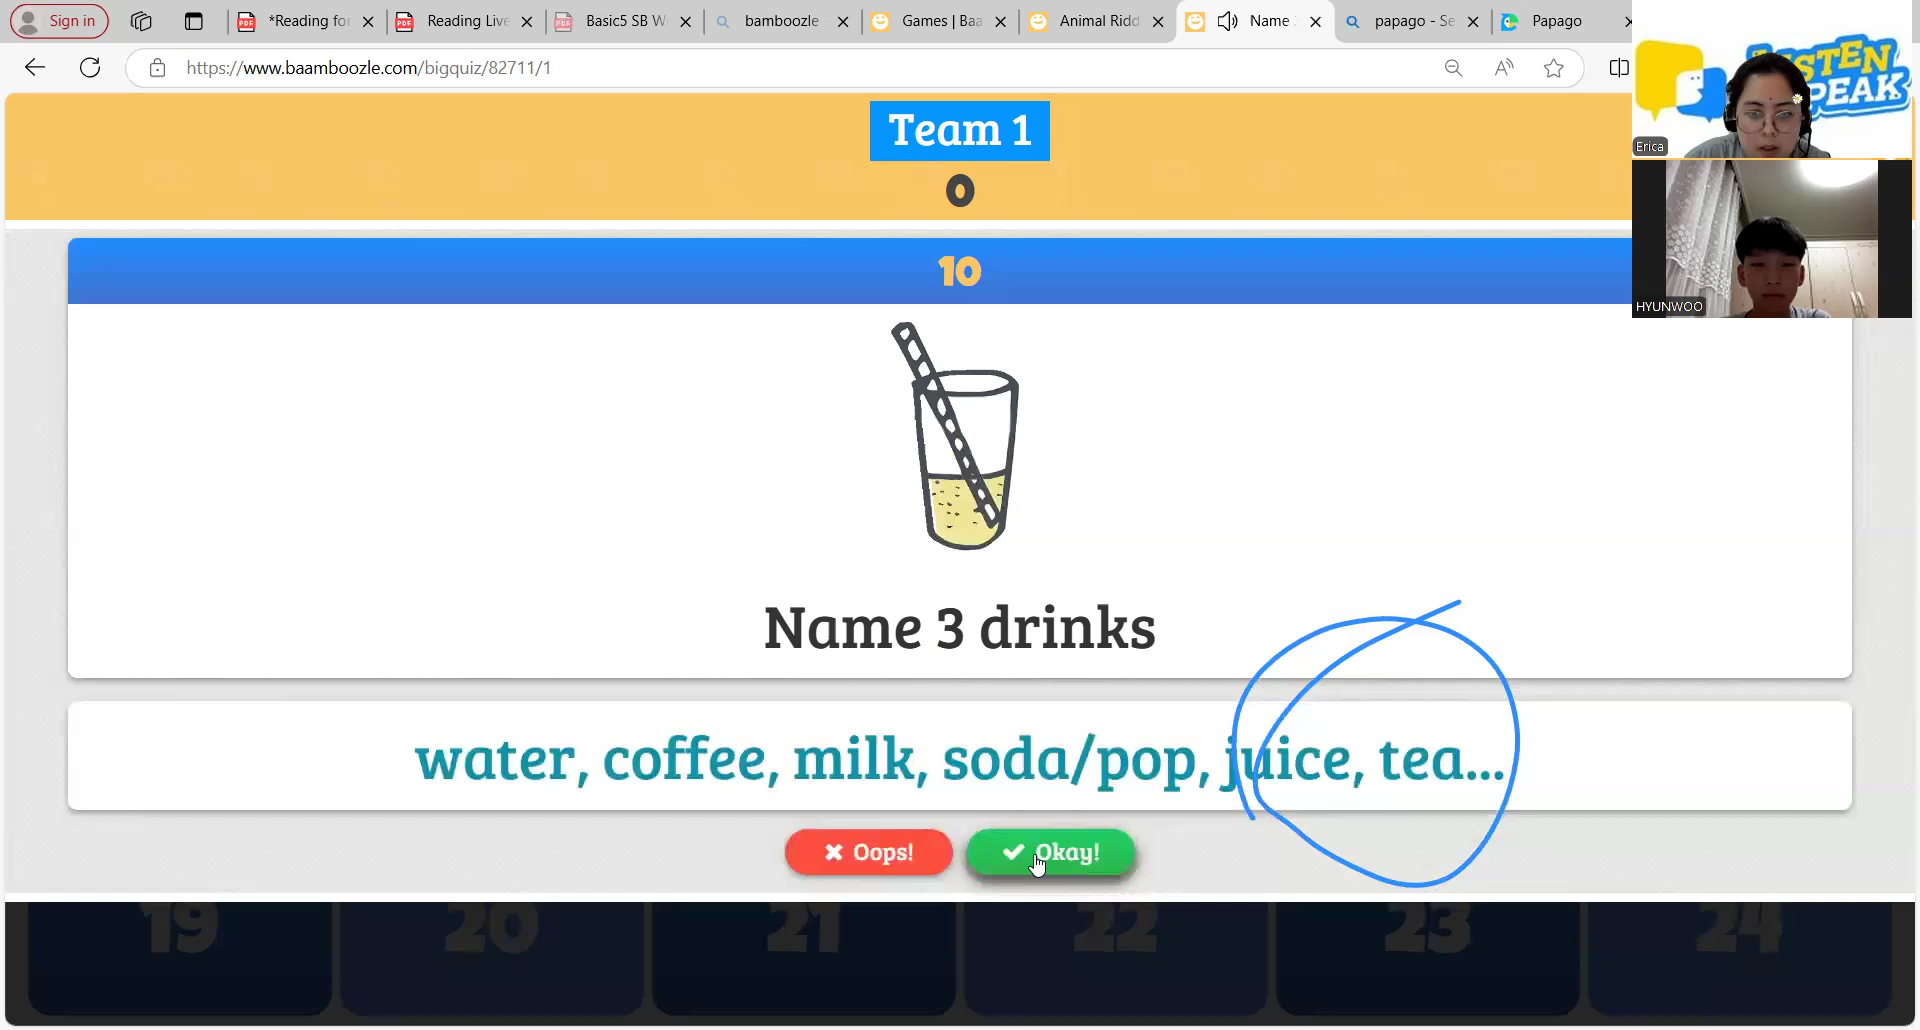 Sign in
*Reading fo
Reading Live
Basic5 SB W
bamboozle
Games | Baa
Animal Ridd
Name
papago - Se
Papago
https://www.baamboozle.com/bigquiz/82711/1
LISTEN
SPEAK
Erica
HYUNWOO
Team 1
0
10
Name 3 drinks
water, coffee, milk, soda/pop, juice, tea...
Oops!
Okay!
19 20 21 22 23 24